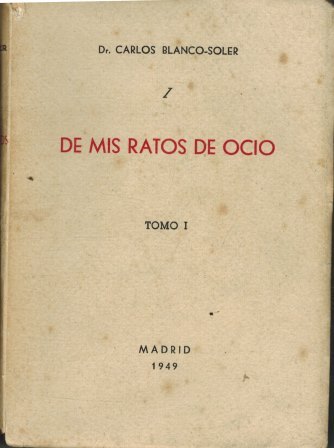 Dr. CARLOS BLANCO-SOLER
I
DE MIS RATOS DE OCIO
TOMO I
MADRID
1949